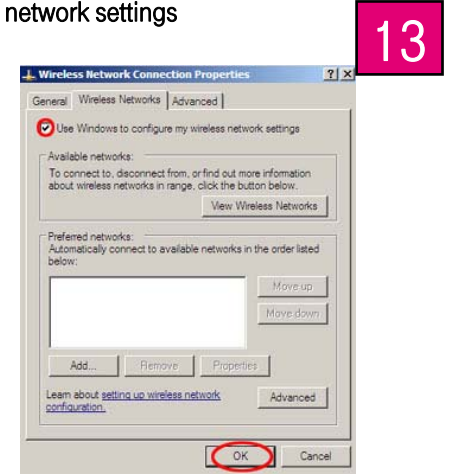 network settings
13
Wireless Network Connection Properties ? X
General Wireless Networks Advanced
Use Windows to configure my wireless network settings
Available networks:
To connect to, disconnect from, or find out more information
about wireless networks in range, click the button below.
View Wireless Networks
Preferred networks:
Automatically connect to available networks in the order listed
below:
Move up
Move down
Add... Remove Properties
Learn about setting up wireless network
configuration.
Advanced
OK Cancel